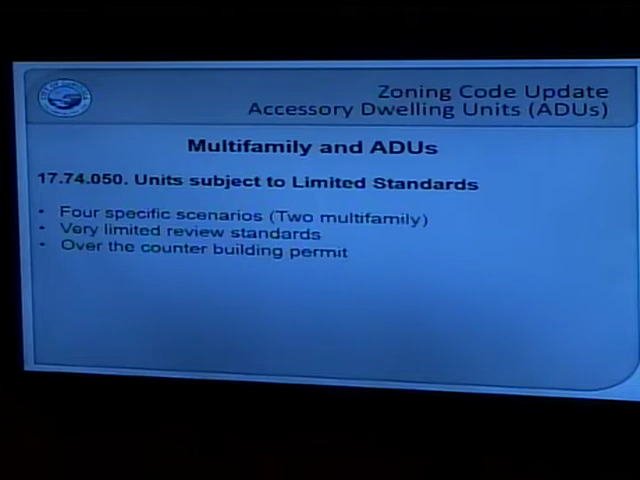 Zoning Code Update
Accessory Dwelling Units (ADUs)
Multifamily and ADUs
17.74.050. Units subject to Limited Standards
• Four specific scenarios (Two multifamily)
• Very limited review standards
• Over the counter building permit